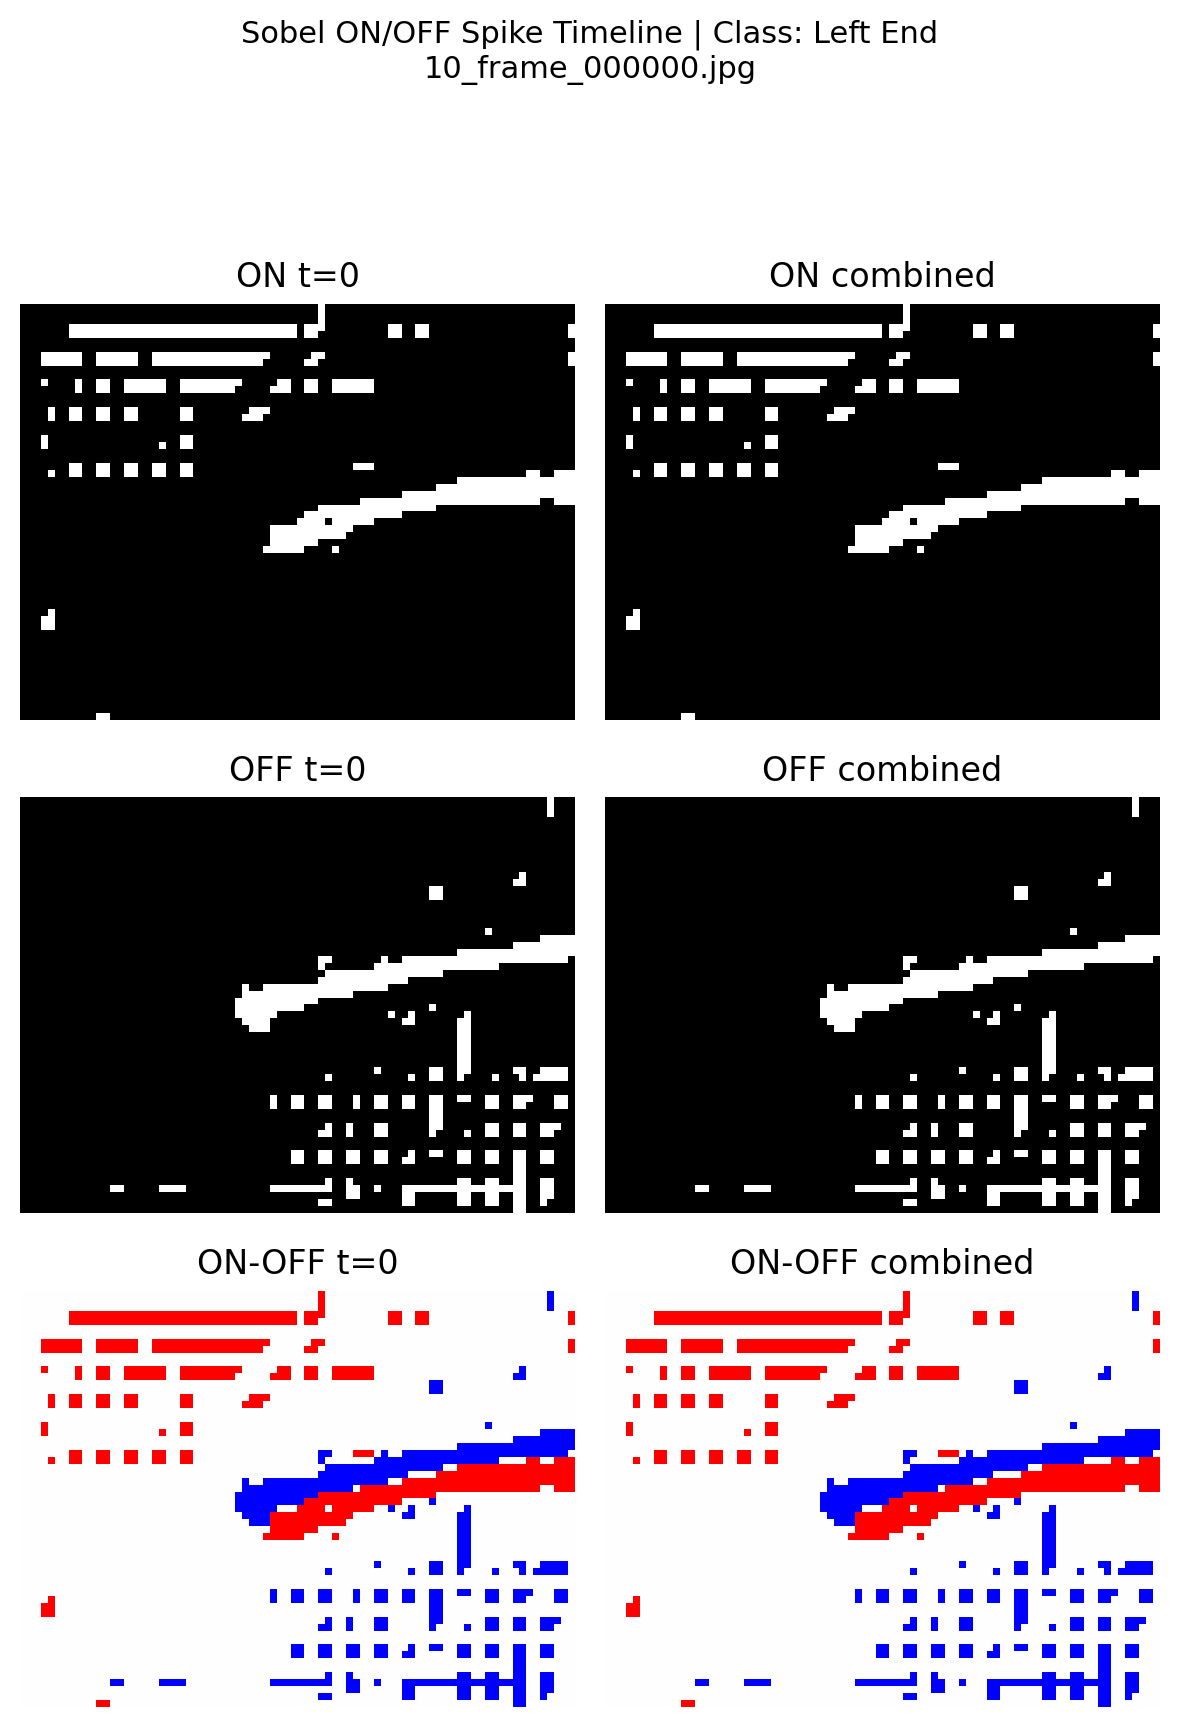 Sobel ON/OFF Spike Timeline | Class: Left End
10_frame_000000.jpg
ON t=0
ON combined
OFF t=0
OFF combined
ON-OFF t=0
ON-OFF combined